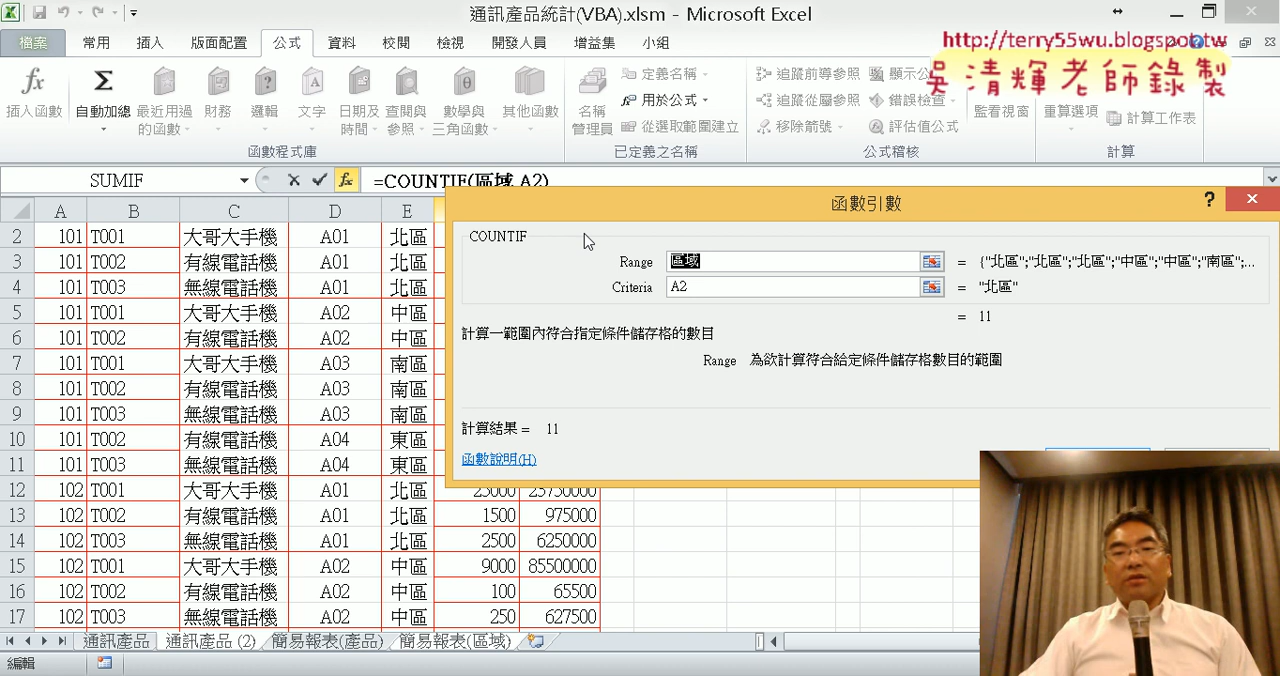 通訊產品統計(VBA).xlsm - Microsoft Excel
檔案 常用 插入 版面配置 公式 資料 校閱 檢視 開發人員 增益集 小組
http://terry55wu.blogspot.tw
吳清輝老師錄製
fx Σ ? A θ
插入函數 自動加總 最近用過的函數 財務 邏輯 文字 日期及時間 查閱與參照 數學與三角函數 其他函數
名稱管理員 定義名稱 用於公式 從選取範圍建立
追蹤前導參照 追蹤從屬參照 移除箭號 顯示公 錯誤檢查 評估值公式 監看視窗 重算選項 計算工作表
函數程式庫 已定義之名稱 公式稽核 計算
SUMIF fx =COUNTIF(區域,A2)
函數引數 ?
COUNTIF
Range 區域 = {"北區";"北區";"北區";"中區";"中區";"南區";...
Criteria A2 = "北區"
= 11
計算一範圍內符合指定條件儲存格的數目
Range 為欲計算符合給定條件儲存格數目的範圍
計算結果 = 11
函數說明(H)
A B C D E
2 101 T001 大哥大手機 A01 北區
3 101 T002 有線電話機 A01 北區
4 101 T003 無線電話機 A01 北區
5 101 T001 大哥大手機 A02 中區
6 101 T002 有線電話機 A02 中區
7 101 T001 大哥大手機 A03 南區
8 101 T002 有線電話機 A03 南區
9 101 T003 無線電話機 A03 南區
10 101 T002 有線電話機 A04 東區
11 101 T003 無線電話機 A04 東區
12 102 T001 大哥大手機 A01 北區 25000 23750000
13 102 T002 有線電話機 A01 北區 1500 975000
14 102 T003 無線電話機 A01 北區 2500 6250000
15 102 T001 大哥大手機 A02 中區 9000 85500000
16 102 T002 有線電話機 A02 中區 100 65500
17 102 T003 無線電話機 A02 中區 250 627500
通訊產品 通訊產品 (2) 簡易報表(產品) 簡易報表(區域)
編輯